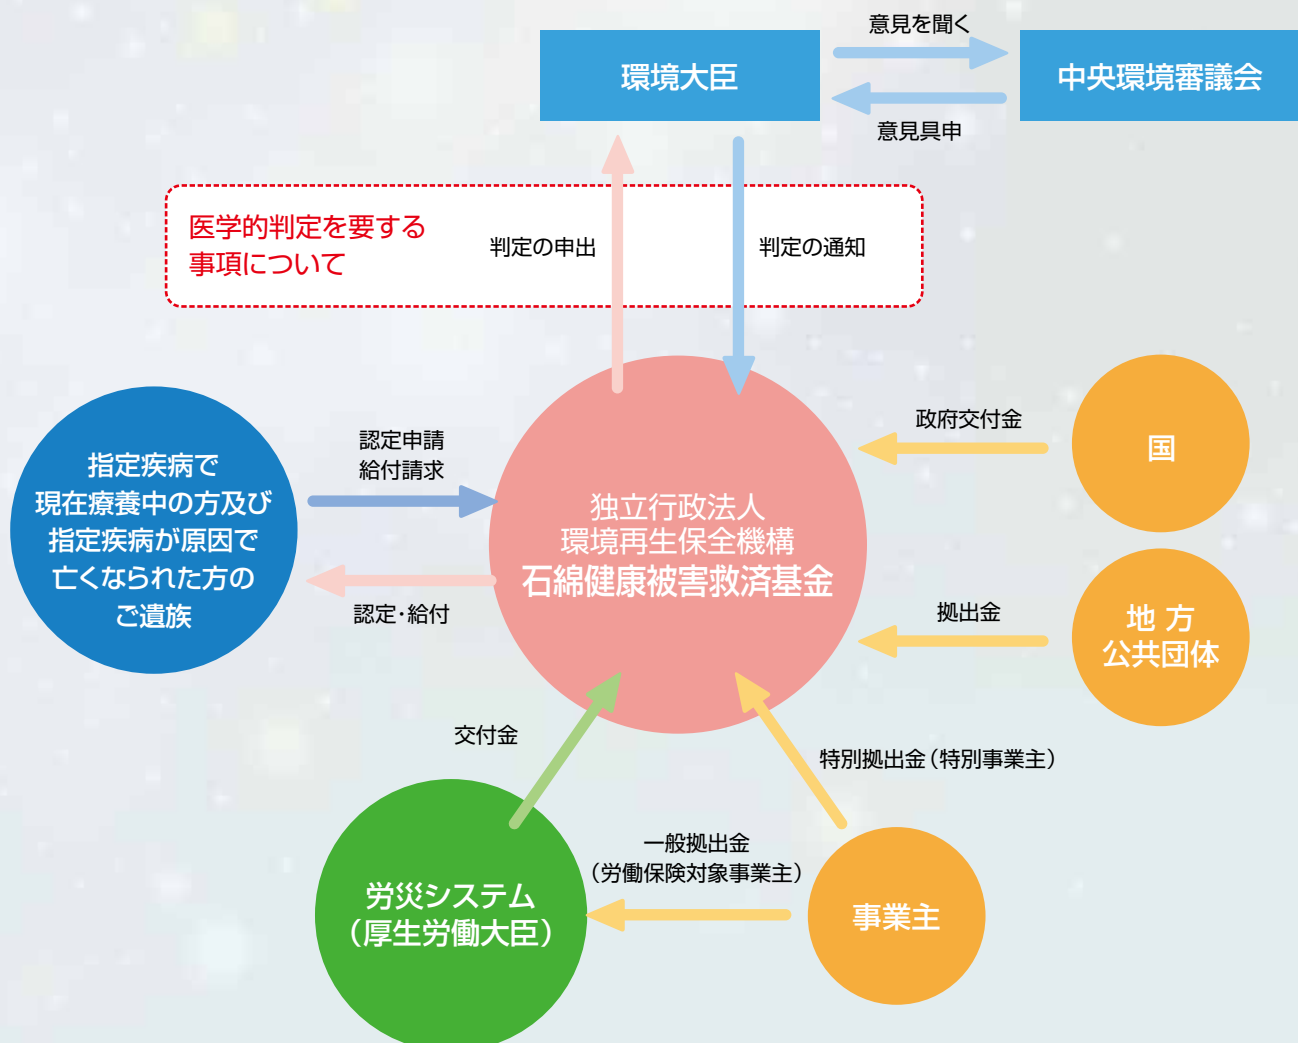 意見を聞く
環境大臣
中央環境審議会
意見具申
医学的判定を要する
事項について
判定の申出
判定の通知
認定申請
給付請求
指定疾病で
現在療養中の方及び
指定疾病が原因で
亡くなられた方の
ご遺族
認定・給付
独立行政法人
環境再生保全機構
石綿健康被害救済基金
政府交付金
国
拠出金
地 方
公共団体
交付金
特別拠出金（特別事業主）
一般拠出金
（労働保険対象事業主）
労災システム
（厚生労働大臣）
事業主